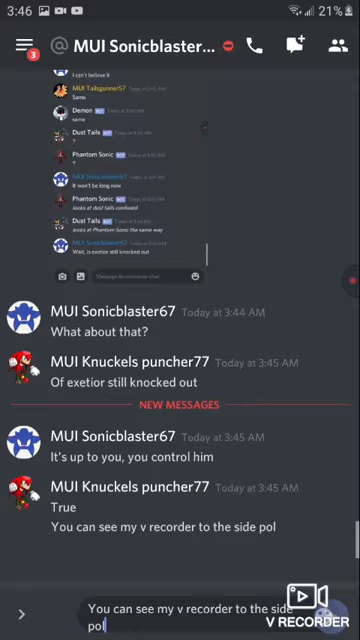 3:46
21%
3
@ MUI Sonicblaster...
I can't believe it
MUI Tailsgunner57
Same
Demon BOT
same
Dust Tails BOT
?
Phantom Sonic BOT
?
MUI Sonicblaster67
It won't be long now
Phantom Sonic BOT
looks at dust tails confused
Dust Tails BOT
looks at Phantom Sonic the same way
MUI Sonicblaster67
Wait, is exetior still knocked out
MUI Sonicblaster67 Today at 3:44 AM
What about that?
MUI Knuckels puncher77 Today at 3:45 AM
Of exetior still knocked out
NEW MESSAGES
MUI Sonicblaster67 Today at 3:45 AM
It's up to you, you control him
MUI Knuckels puncher77 Today at 3:45 AM
True
You can see my v recorder to the side pol
You can see my v recorder to the side
pol
V RECORDER